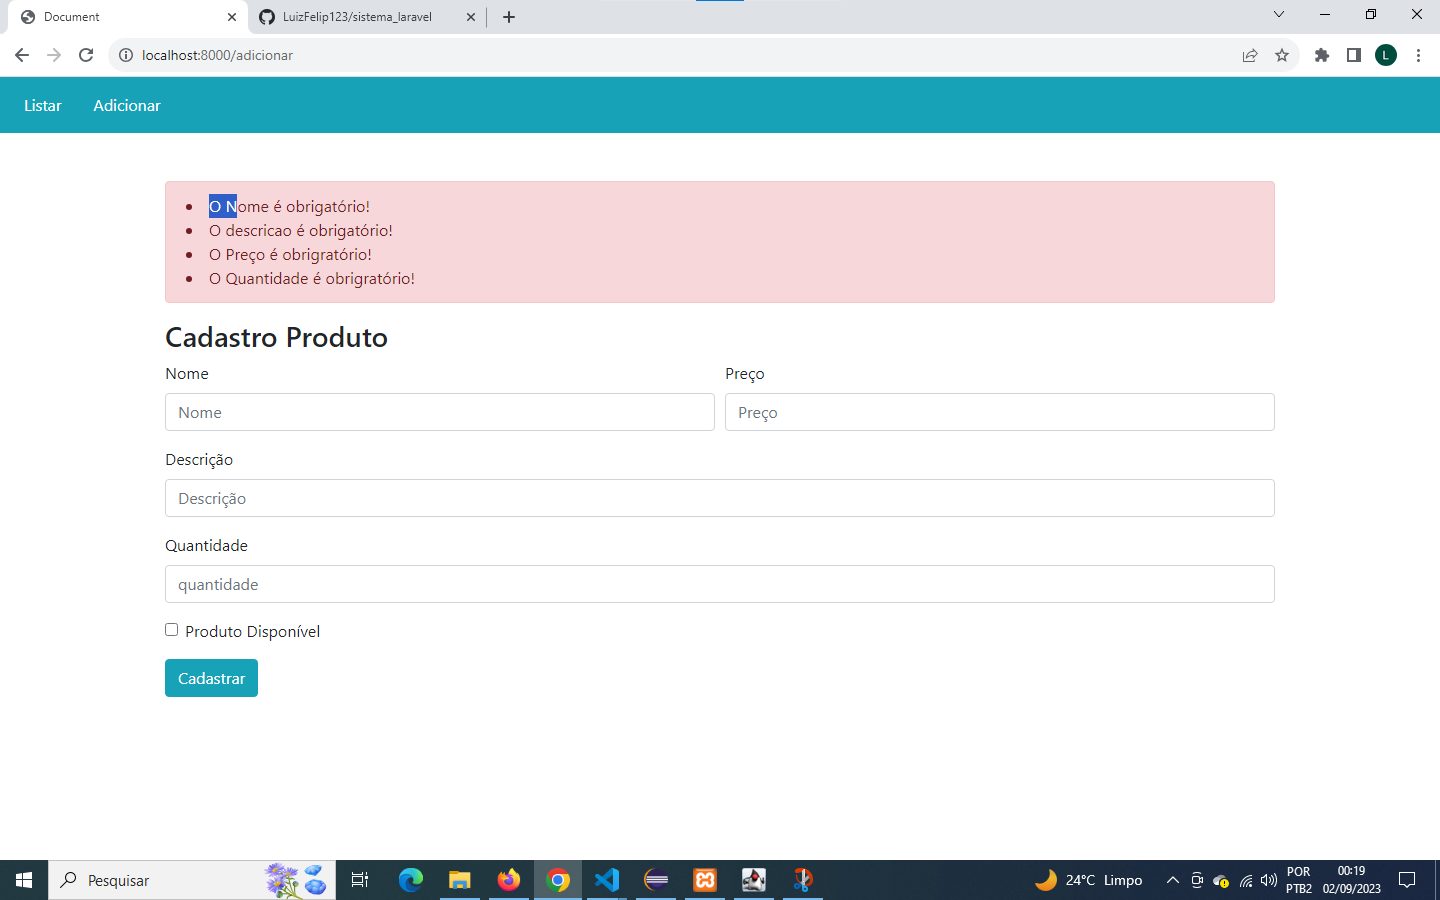 Document
LuizFelip123/sistema_laravel
localhost:8000/adicionar
L
Listar
Adicionar
O Nome é obrigatório!
O descricao é obrigatório!
O Preço é obrigratório!
O Quantidade é obrigratório!
Cadastro Produto
Nome
Preço
Nome
Preço
Descrição
Descrição
Quantidade
quantidade
Produto Disponível
Cadastrar
Pesquisar
24°C Limpo
POR
PTB2
00:19
02/09/2023